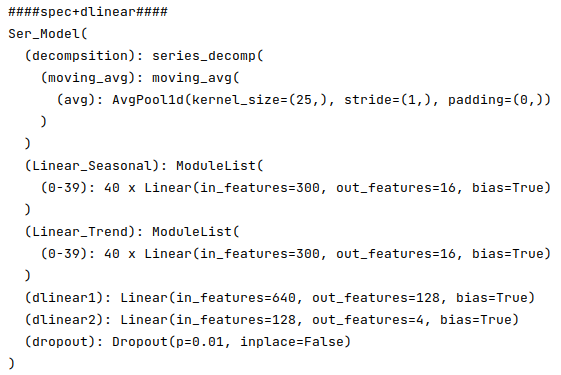 ####spec+dlinear####
Ser_Model(
  (decompsition): series_decomp(
    (moving_avg): moving_avg(
      (avg): AvgPool1d(kernel_size=(25,), stride=(1,), padding=(0,))
    )
  )
  (Linear_Seasonal): ModuleList(
    (0-39): 40 x Linear(in_features=300, out_features=16, bias=True)
  )
  (Linear_Trend): ModuleList(
    (0-39): 40 x Linear(in_features=300, out_features=16, bias=True)
  )
  (dlinear1): Linear(in_features=640, out_features=128, bias=True)
  (dlinear2): Linear(in_features=128, out_features=4, bias=True)
  (dropout): Dropout(p=0.01, inplace=False)
)